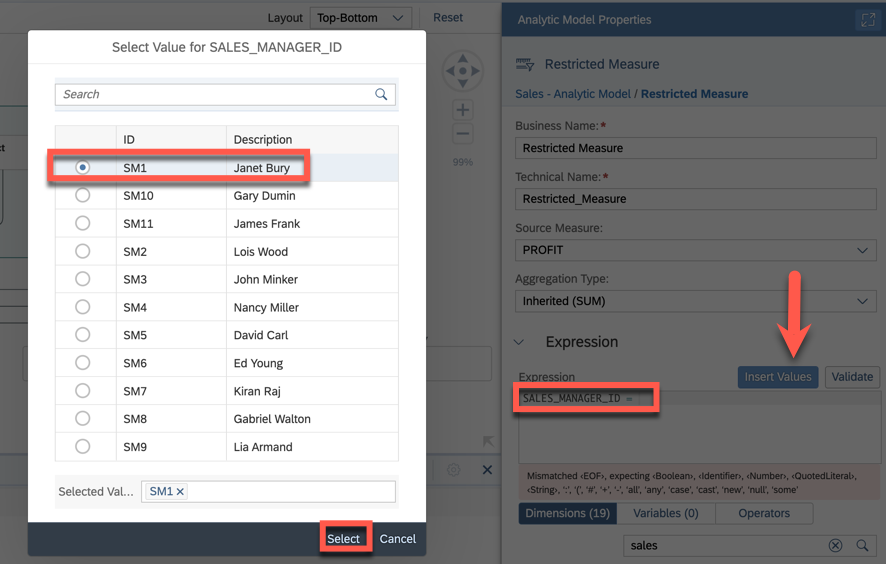 Layout Top-Bottom Reset
Select Value for SALES_MANAGER_ID
Search
ID Description
SM1 Janet Bury
SM10 Gary Dumin
SM11 James Frank
SM2 Lois Wood
SM3 John Minker
SM4 Nancy Miller
SM5 David Carl
SM6 Ed Young
SM7 Kiran Raj
SM8 Gabriel Walton
SM9 Lia Armand
Selected Val... SM1
Select Cancel
ct
99%
Analytic Model Properties
Restricted Measure
Sales - Analytic Model / Restricted Measure
Business Name:*
Restricted Measure
Technical Name:*
Restricted_Measure
Source Measure:
PROFIT
Aggregation Type:
Inherited (SUM)
Expression
Expression Insert Values Validate
SALES_MANAGER_ID =
Mismatched ‹EOF›, expecting ‹Boolean›, ‹Identifier›, ‹Number›, ‹QuotedLiteral›,
‹String›, ':', '(', '#', '+', '-', 'all', 'any', 'case', 'cast', 'new', 'null', 'some'
Dimensions (19) Variables (0) Operators
sales